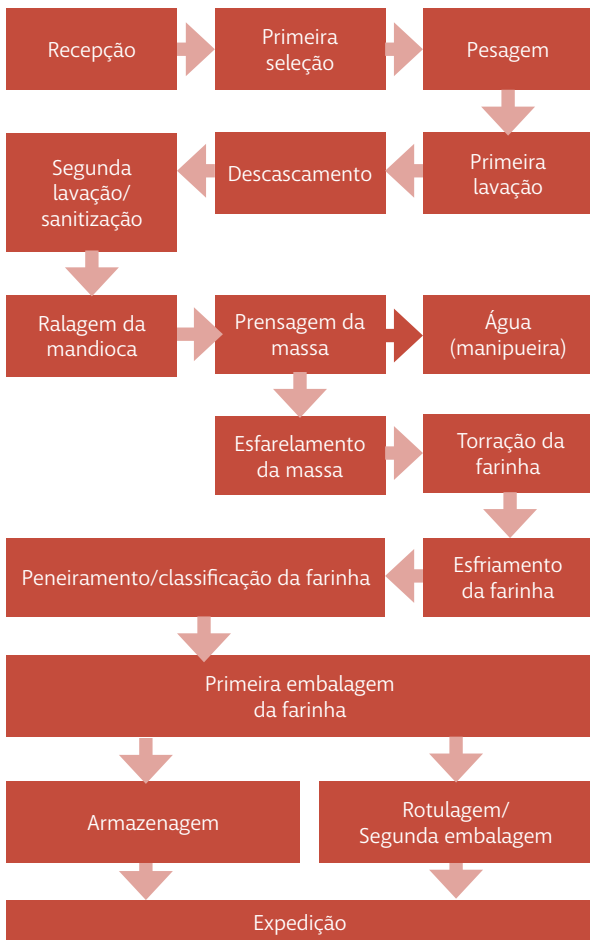 Recepção
Primeira
seleção
Pesagem
Primeira
lavação
Descascamento
Segunda
lavação/
sanitização
Ralagem da
mandioca
Prensagem da
massa
Água
(manipueira)
Esfarelamento
da massa
Torração da
farinha
Esfriamento
da farinha
Peneiramento/classificação da farinha
Primeira embalagem
da farinha
Armazenagem
Rotulagem/
Segunda embalagem
Expedição